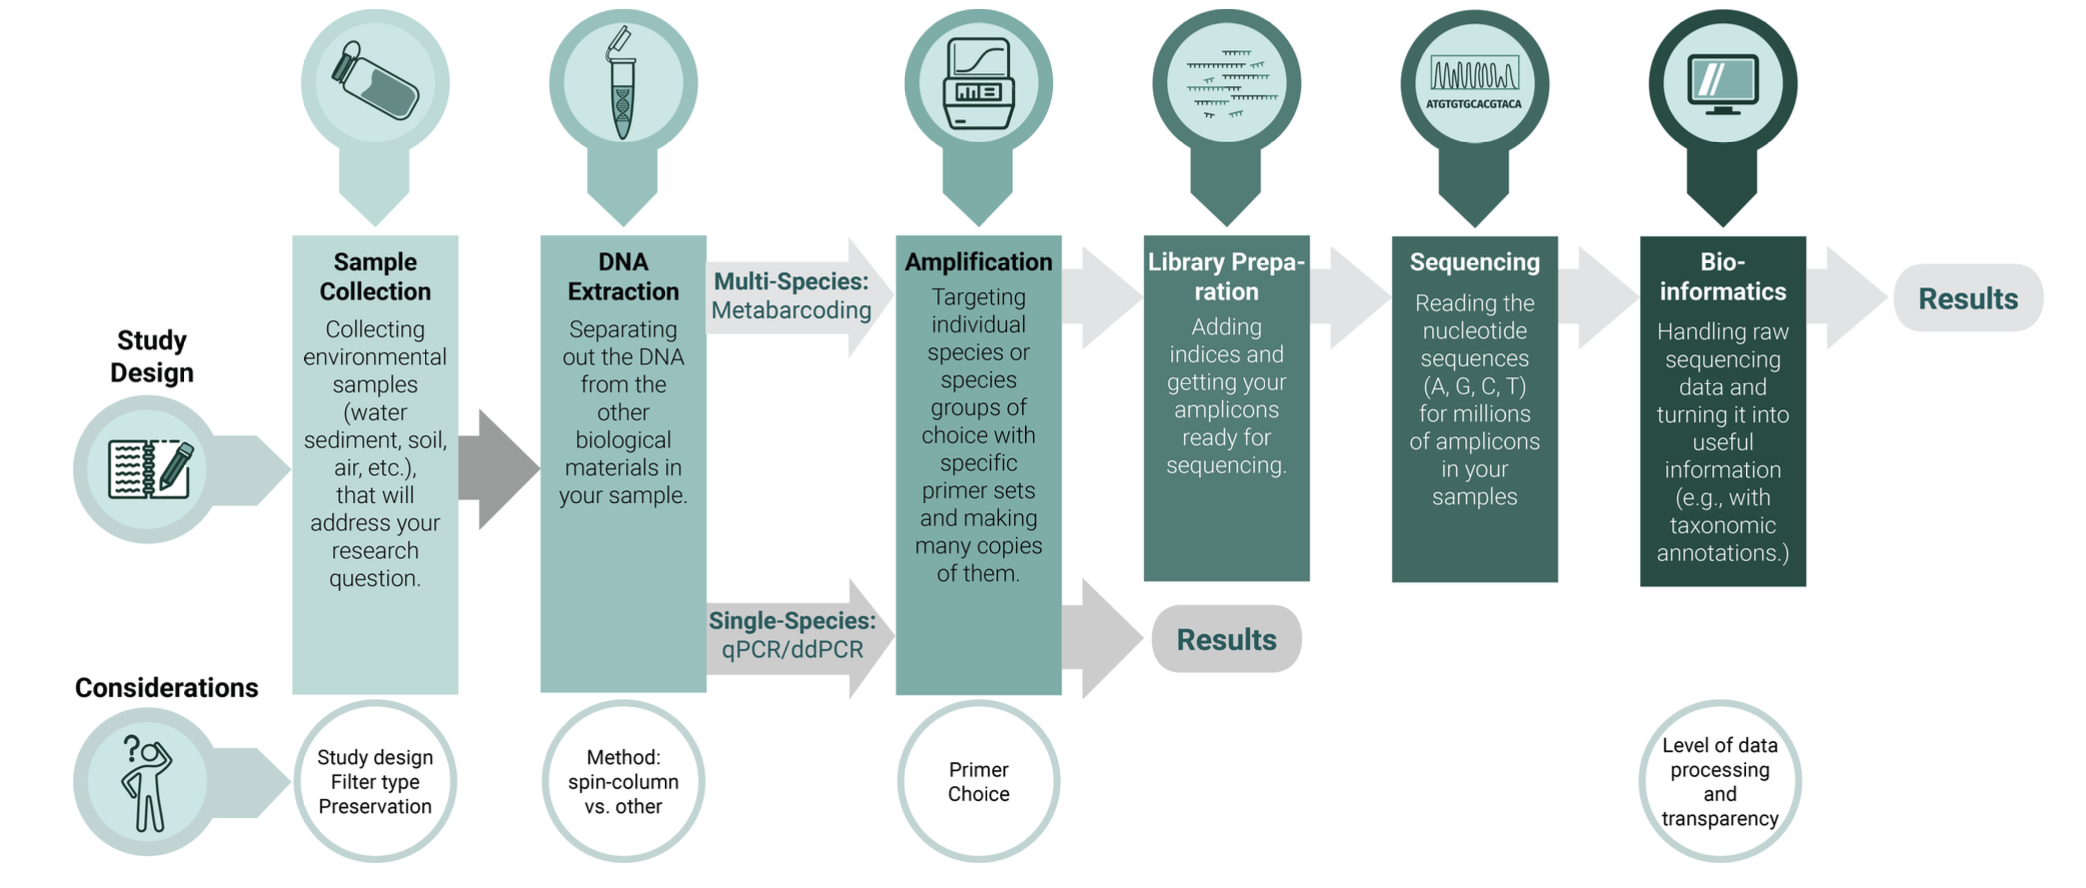 Study
Design
Sample
Collection
Collecting
environmental
samples
(water
sediment, soil,
air, etc.),
that will
address your
research
question.
DNA
Extraction
Separating
out the DNA
from the
other
biological
materials in
your sample.
Multi-Species:
Metabarcoding
Single-Species:
qPCR/ddPCR
Amplification
Targeting
individual
species or
species
groups of
choice with
specific
primer sets
and making
many copies
of them.
Results
Library Prepa-
ration
Adding
indices and
getting your
amplicons
ready for
sequencing.
ATGTGTGCACGTACA
Sequencing
Reading the
nucleotide
sequences
(A, G, C, T)
for millions
of amplicons
in your
samples
Bio-
informatics
Handling raw
sequencing
data and
turning it into
useful
information
(e.g., with
taxonomic
annotations.)
Results
Considerations
?
Study design
Filter type
Preservation
Method:
spin-column
vs. other
Primer
Choice
Level of data
processing
and
transparency